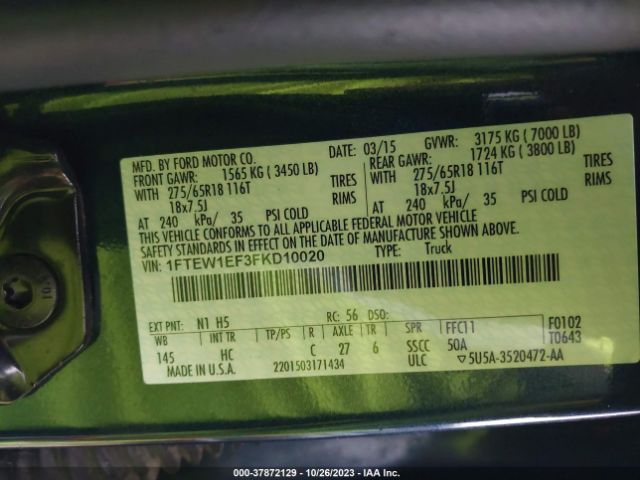 MFD. BY FORD MOTOR CO.
DATE: 03/15 GVWR: 3175 KG ( 7000 LB)
FRONT GAWR: 1565 KG ( 3450 LB) REAR GAWR: 1724 KG ( 3800 LB)
WITH 275/65R18 116T TIRES WITH 275/65R18 116T TIRES
18x7.5J RIMS 18x7.5J RIMS
AT 240 kPa/ 35 PSI COLD AT 240 kPa/ 35 PSI COLD
THIS VEHICLE CONFORMS TO ALL APPLICABLE FEDERAL MOTOR VEHICLE
SAFETY STANDARDS IN EFFECT ON THE DATE OF MANUFACTURE SHOWN ABOVE.
VIN: 1FTEW1EF3FKD10020 TYPE: Truck
EXT PNT: N1 H5 RC: 56 DSO: F0102
WB INT TR TP/PS R AXLE TR SPR FFC11 T0643
145 HC C 27 6 SSCC 50A
MADE IN U.S.A. 2201503171434 ULC 5U5A-3520472-AA
000-37872129 - 10/26/2023 - IAA Inc.